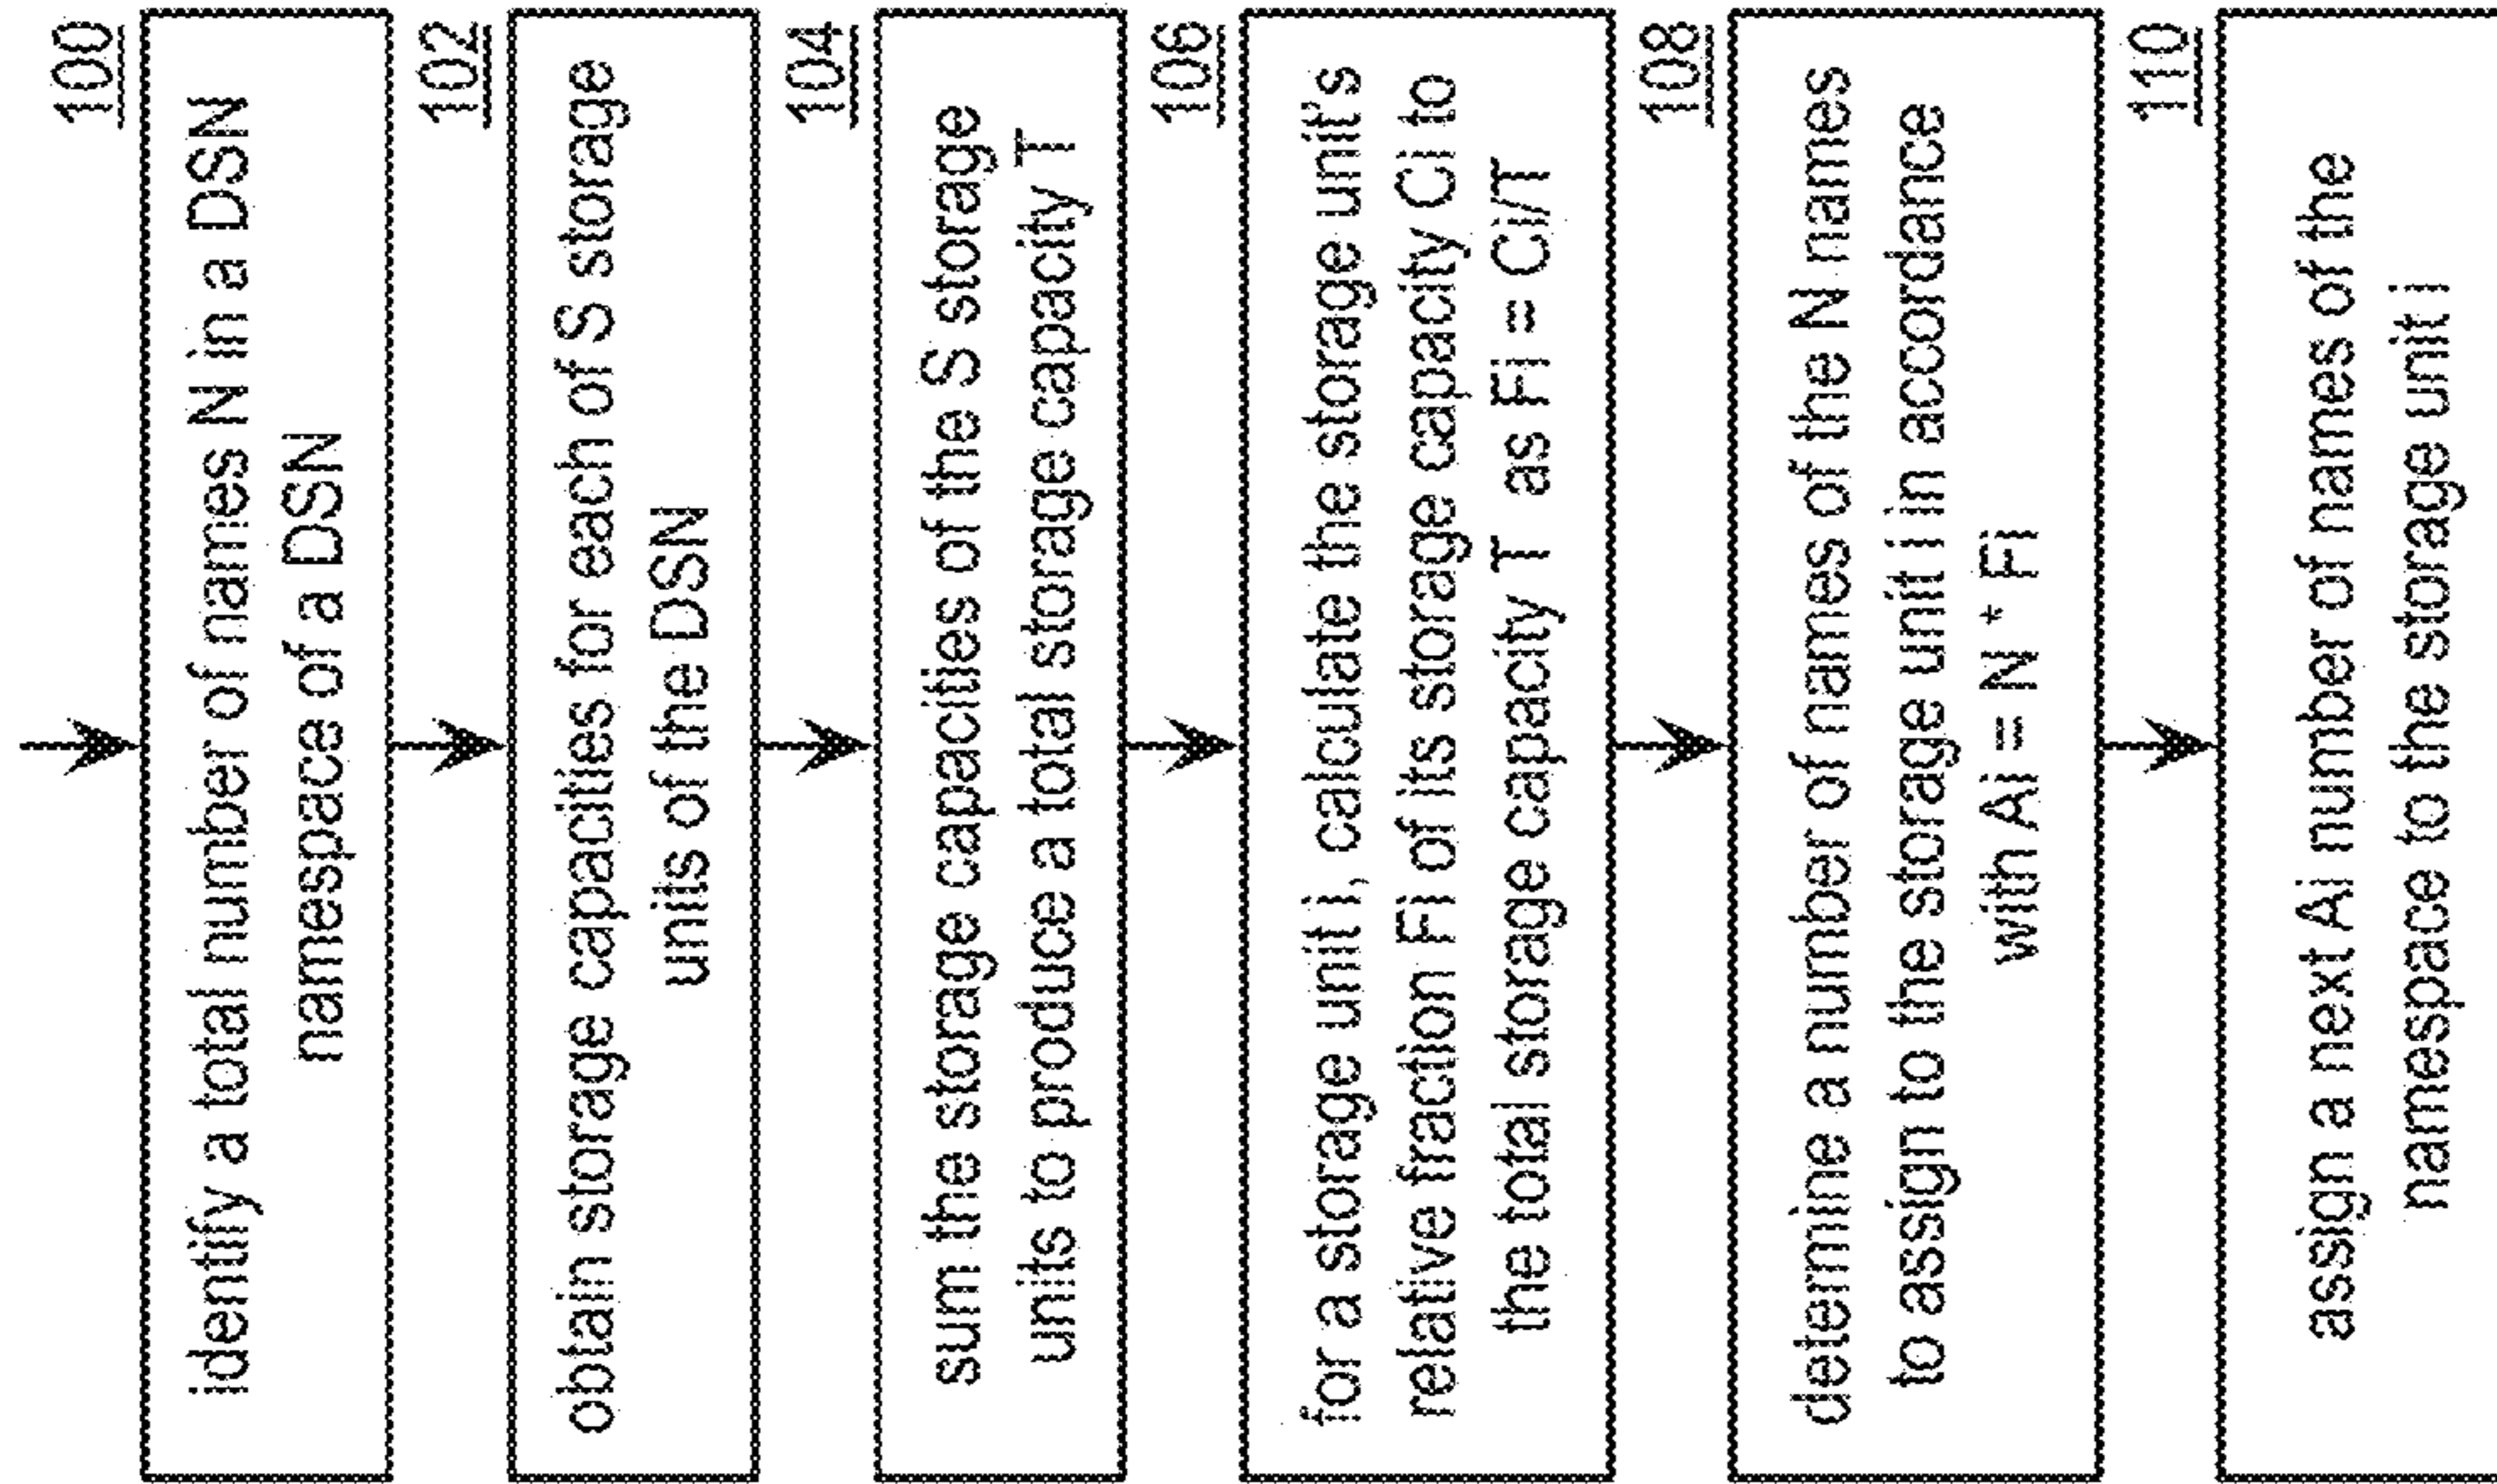 100
identify a total number of names N in a DSN
namespace of a DSN
102
obtain storage capacities for each of S storage
units of the DSN
104
sum the storage capacities of the S storage
units to produce a total storage capacity T
106
for a storage unit i, calculate the storage unit's
relative fraction Fi of its storage capacity Ci to
the total storage capacity T as Fi = Ci/T
108
determine a number of names of the N names
to assign to the storage unit i in accordance
with Ai = N * Fi
110
assign a next Ai number of names of the
namespace to the storage unit i